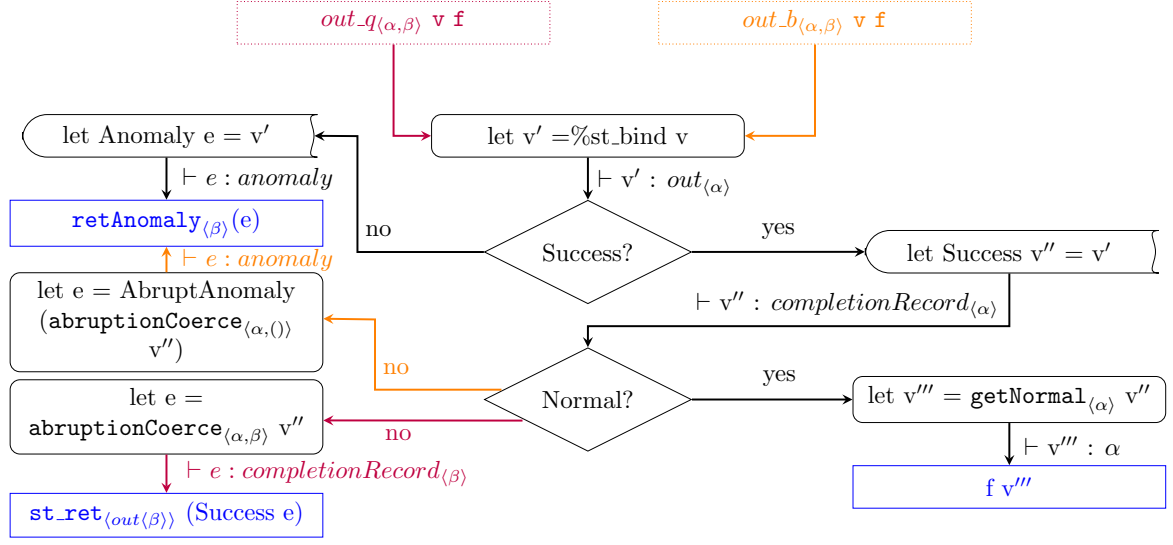 out_q⟨α,β⟩ v f
out_b⟨α,β⟩ v f
let Anomaly e = v′
let v′ =%st_bind v
⊢ e : anomaly
⊢ v′ : out⟨α⟩
retAnomaly⟨β⟩(e)
no
Success?
yes
let Success v′′ = v′
⊢ e : anomaly
let e = AbruptAnomaly
(abruptionCoerce⟨α,()⟩
v′′)
⊢ v′′ : completionRecord⟨α⟩
no
Normal?
yes
let v′′′ = getNormal⟨α⟩ v′′
let e =
abruptionCoerce⟨α,β⟩ v′′
no
⊢ v′′′ : α
⊢ e : completionRecord⟨β⟩
st_ret⟨out⟨β⟩⟩ (Success e)
f v′′′